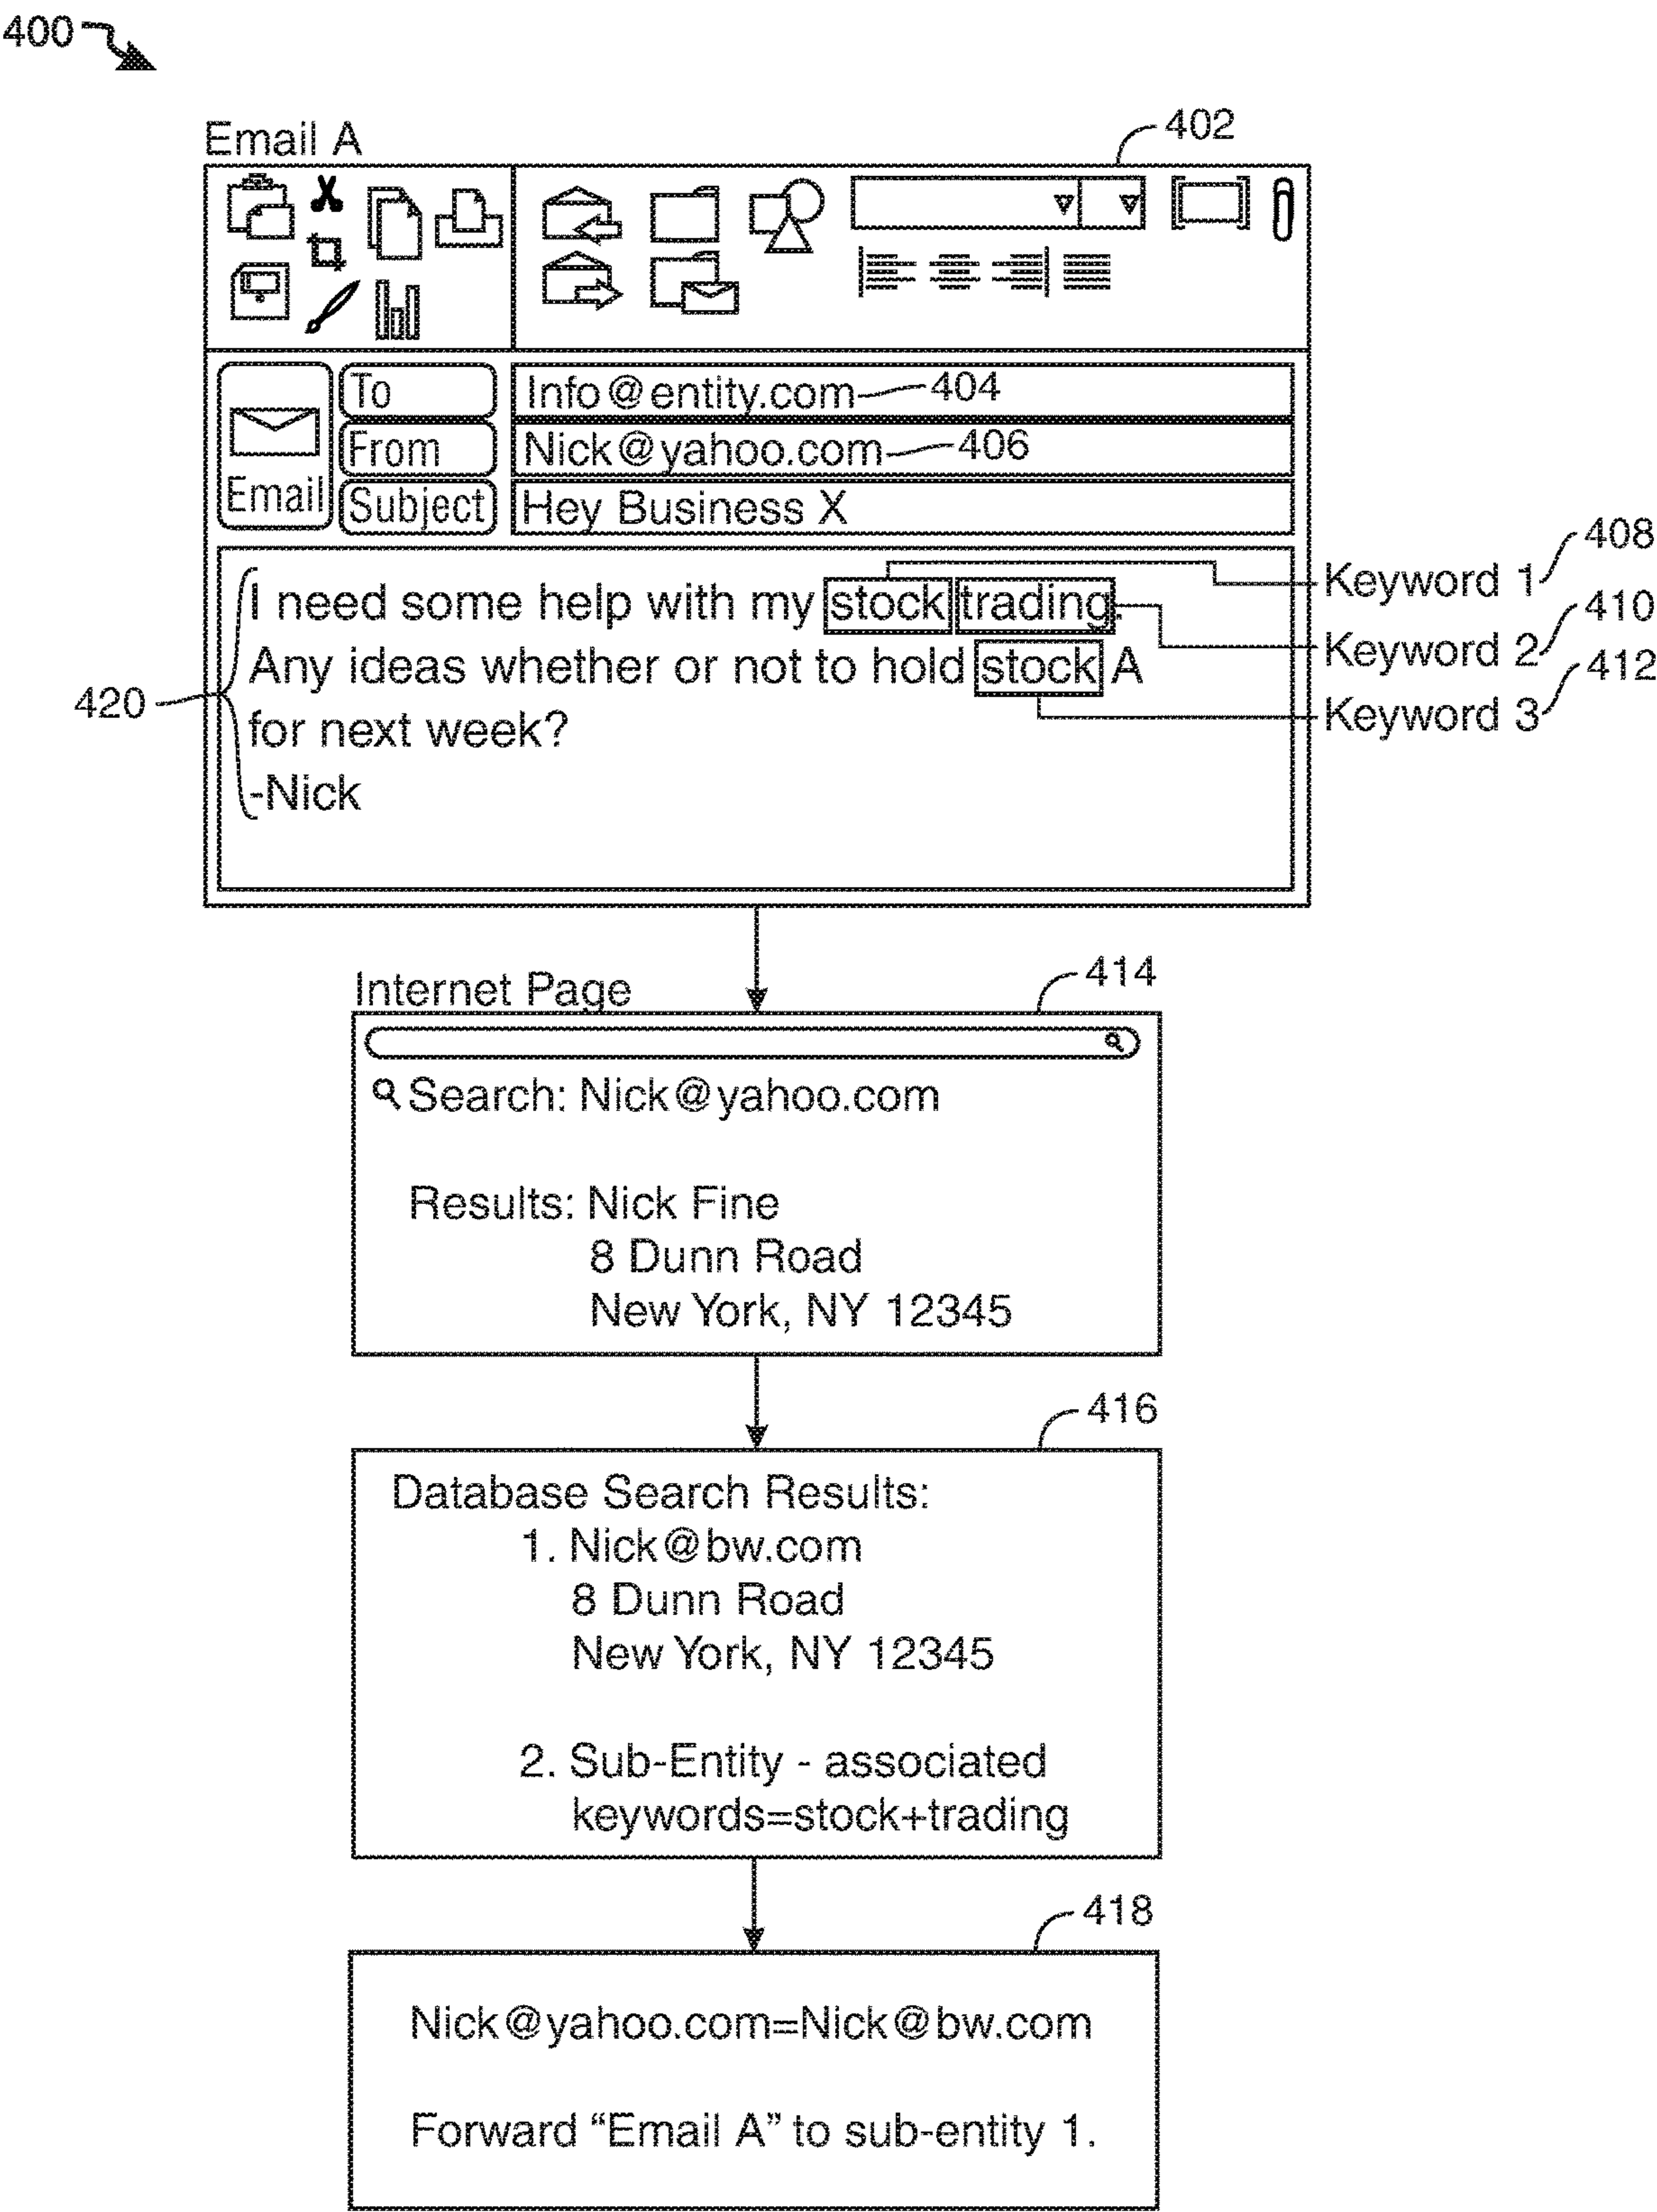 400
Email A
402
To
Info@entity.com
404
From
Nick@yahoo.com
406
Email
Subject
Hey Business X
I need some help with my stock trading.
Any ideas whether or not to hold stock A
for next week?
-Nick
420
Keyword 1
408
Keyword 2
410
Keyword 3
412
Internet Page
414
Search: Nick@yahoo.com
Results: Nick Fine
8 Dunn Road
New York, NY 12345
416
Database Search Results:
1. Nick@bw.com
8 Dunn Road
New York, NY 12345
2. Sub-Entity - associated
keywords=stock+trading
418
Nick@yahoo.com=Nick@bw.com
Forward “Email A” to sub-entity 1.